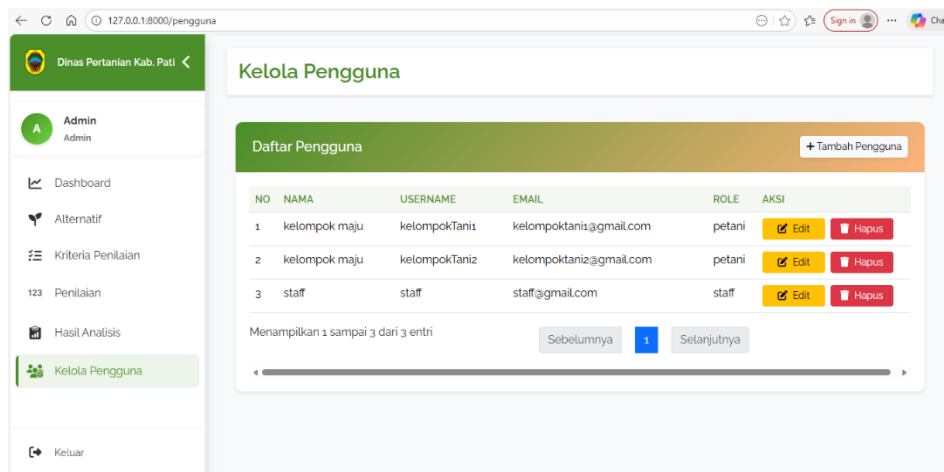 127.0.0.1:8000/pengguna
Sign in
Cha
Dinas Pertanian Kab. Pati
Kelola Pengguna
A
Admin
Admin
Daftar Pengguna
+ Tambah Pengguna
Dashboard
Alternatif
Kriteria Penilaian
123 Penilaian
Hasil Analisis
Kelola Pengguna
Keluar
NO NAMA USERNAME EMAIL ROLE AKSI
1 kelompok maju kelompokTani1 kelompoktani1@gmail.com petani Edit Hapus
2 kelompok maju kelompokTani2 kelompoktani2@gmail.com petani Edit Hapus
3 staff staff staff@gmail.com staff Edit Hapus
Menampilkan 1 sampai 3 dari 3 entri
Sebelumnya 1 Selanjutnya